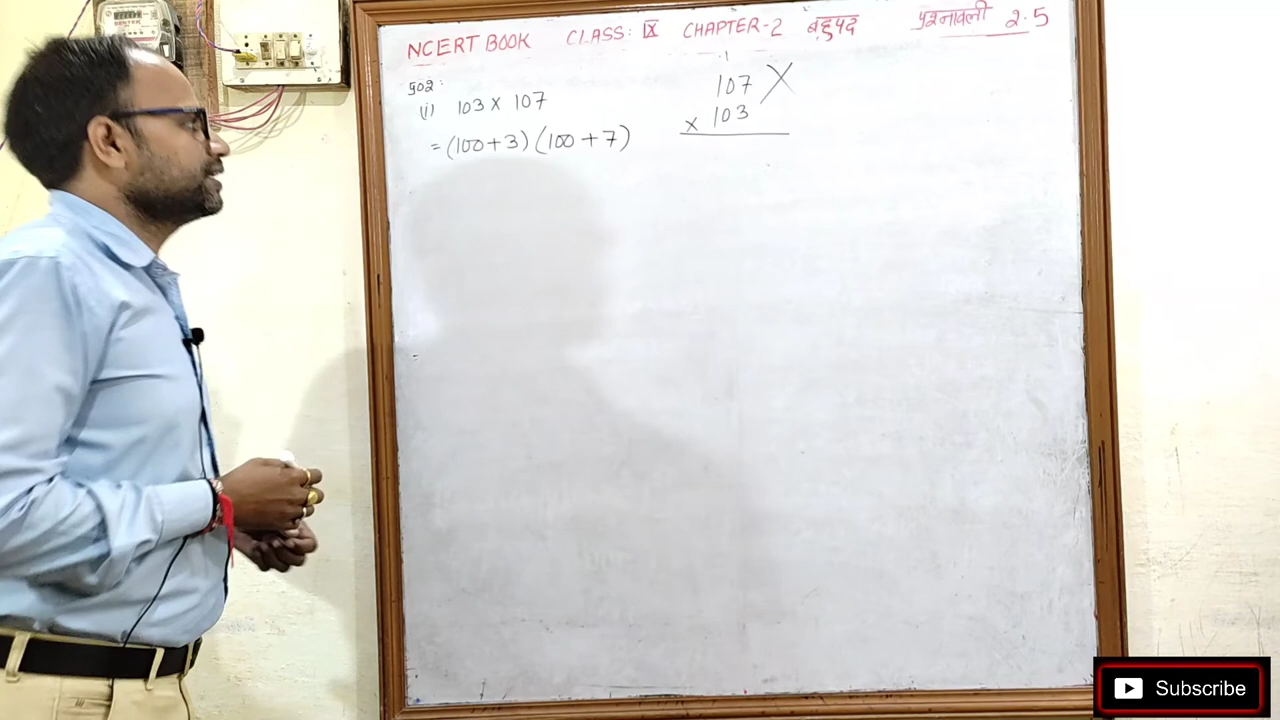 NCERT BOOK CLASS: IX CHAPTER-2 बहुपद प्रश्नावली 2.5
प्र०2:
(i) 103 × 107
= (100+3) (100+7)
107
× 103
Subscribe